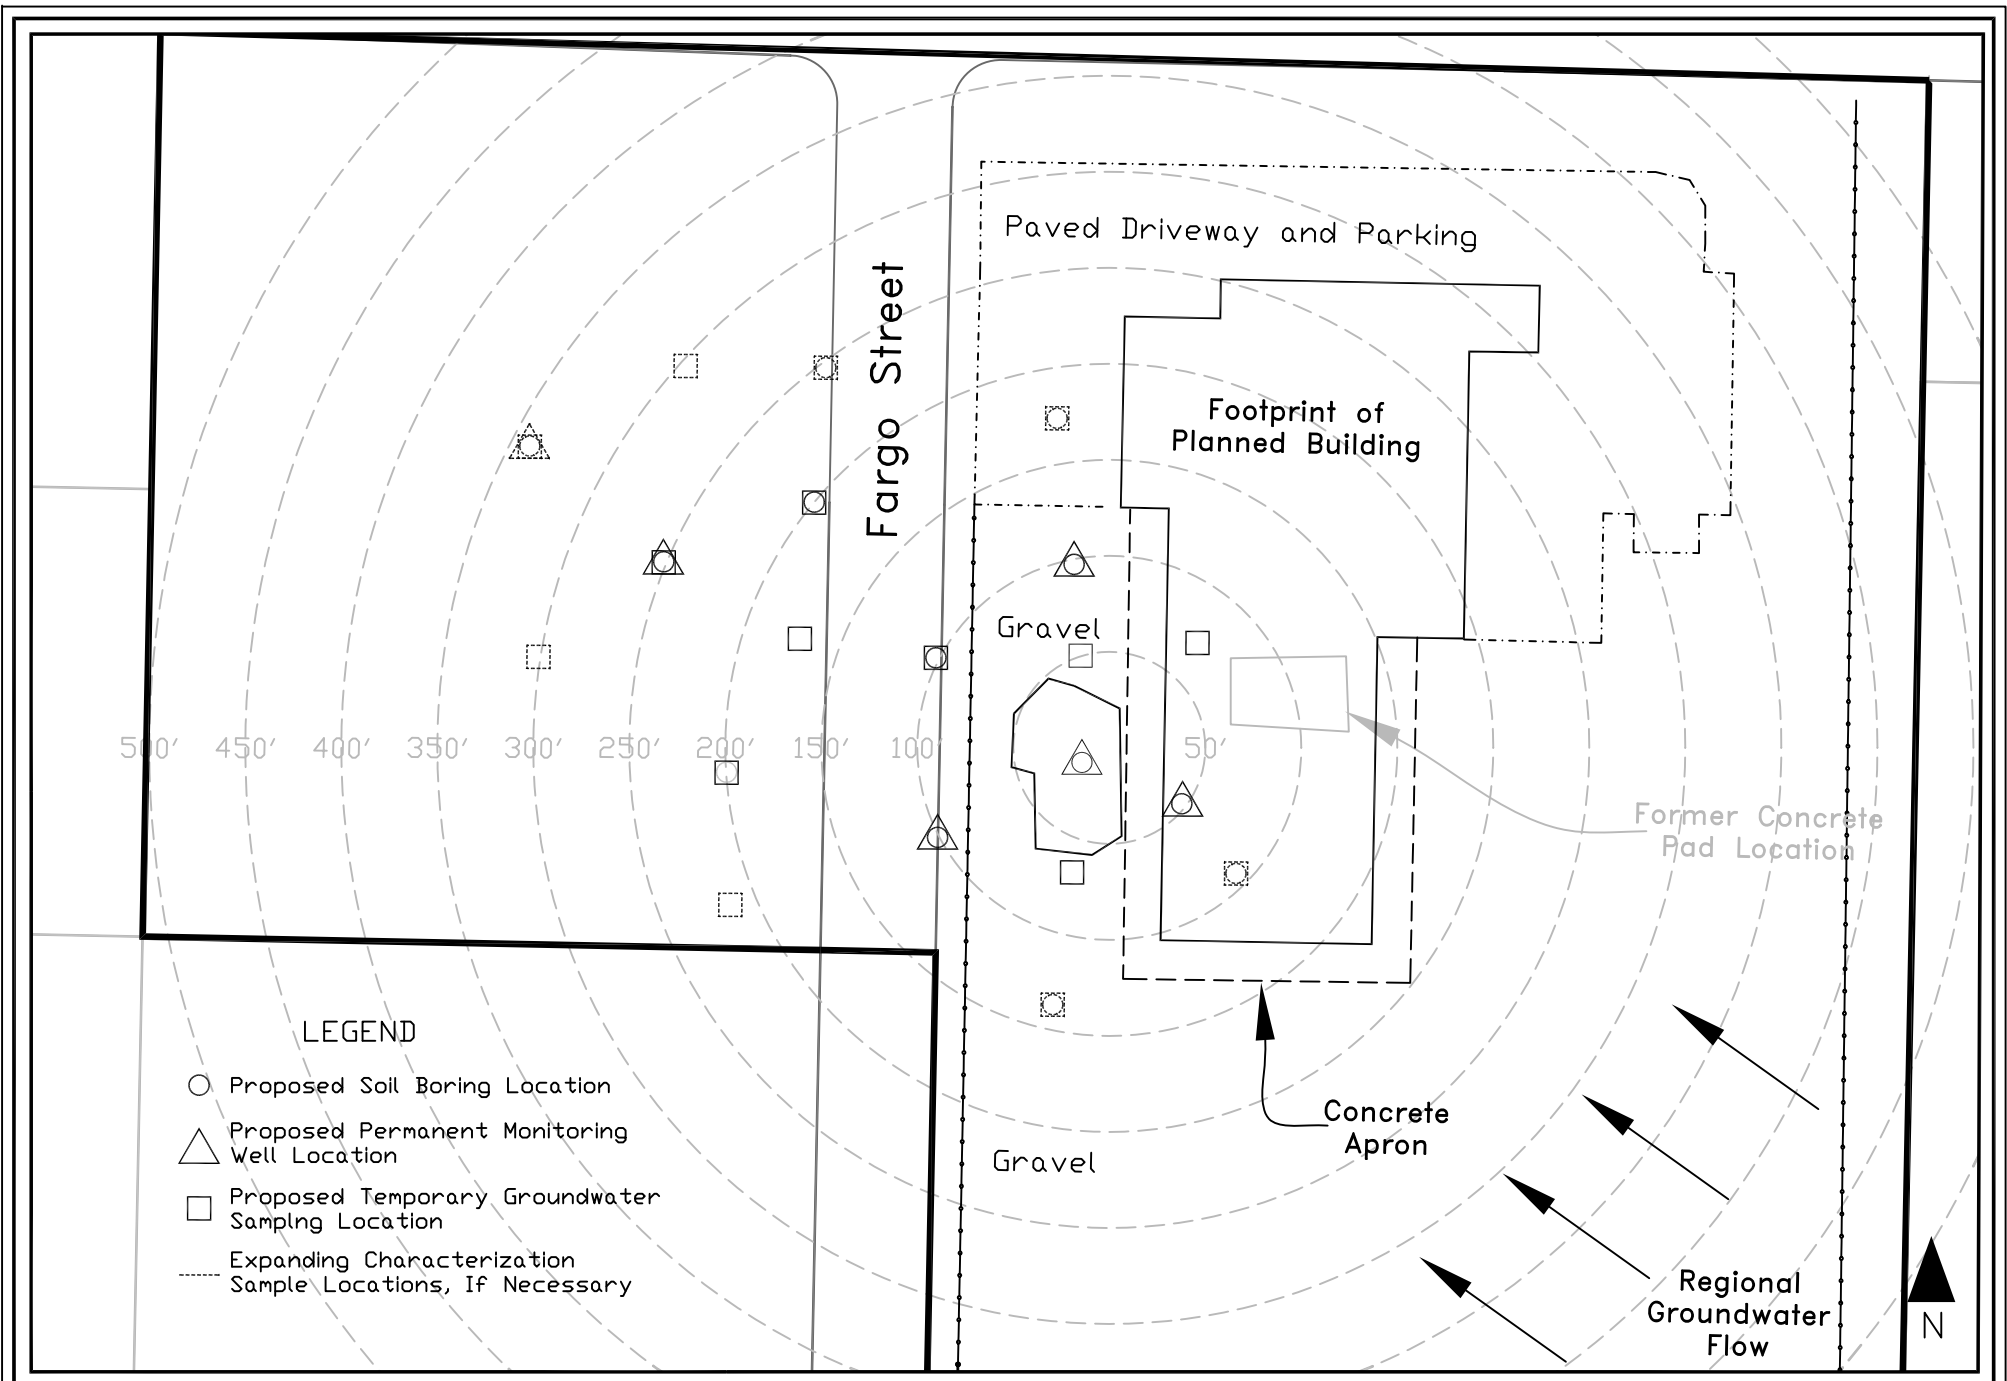 Paved Driveway and Parking
Fargo Street
Footprint of
Planned Building
Gravel
500' 450' 400' 350' 300' 250' 200' 150' 100' 50'
Former Concrete
Pad Location
LEGEND
Proposed Soil Boring Location
Proposed Permanent Monitoring
Well Location
Proposed Temporary Groundwater
Samplng Location
Expanding Characterization
Sample Locations, If Necessary
Gravel
Concrete
Apron
Regional
Groundwater
Flow
N